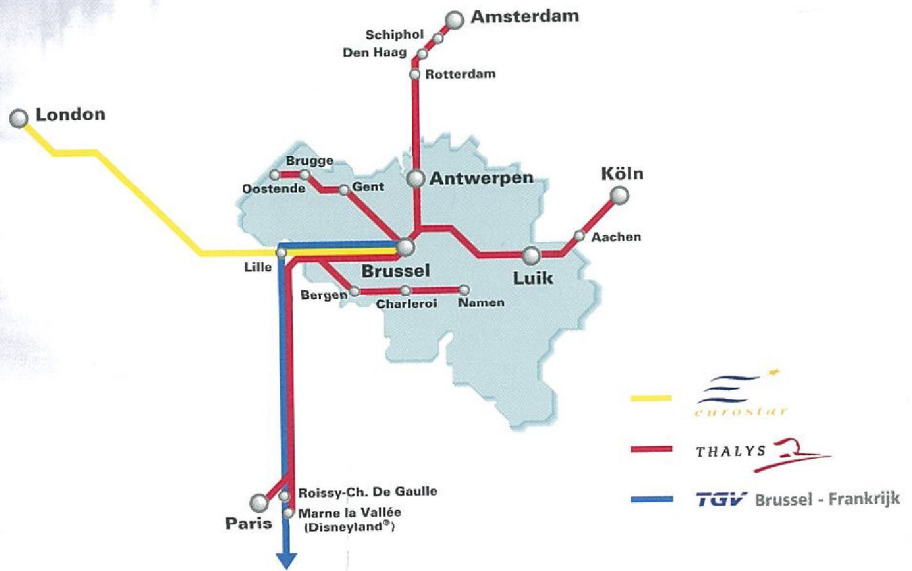 Amsterdam
Schiphol
Den Haag
Rotterdam
London
Brugge
Oostende
Gent
Antwerpen
Köln
Aachen
Lille
Brussel
Luik
Bergen
Charleroi
Namen
eurostar
THALYS
TGV Brussel - Frankrijk
Roissy-Ch. De Gaulle
Paris
Marne la Vallée
(Disneyland®)